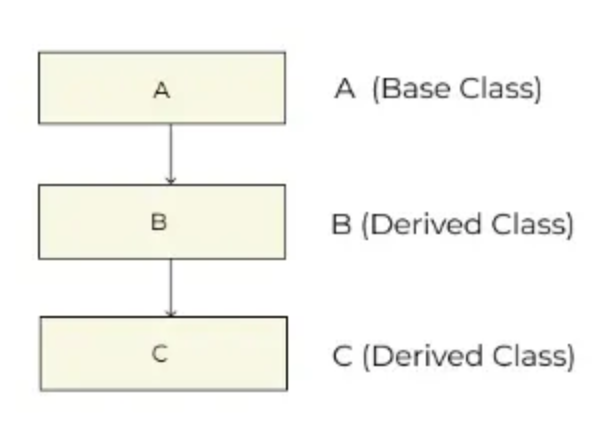 A
A (Base Class)
B
B (Derived Class)
C
C (Derived Class)